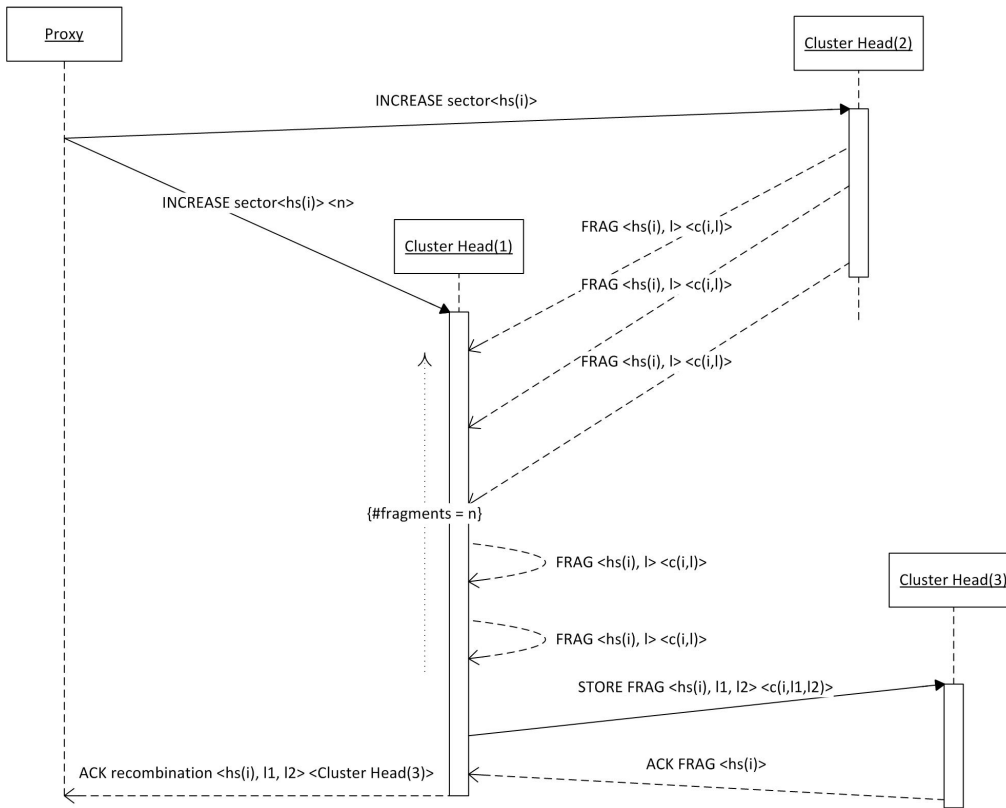 Proxy
Cluster Head(2)
INCREASE sector<hs(i)>
INCREASE sector<hs(i)> <n>
FRAG <hs(i), l> <c(i,l)>
Cluster Head(1)
FRAG <hs(i), l> <c(i,l)>
FRAG <hs(i), l> <c(i,l)>
{#fragments = n}
FRAG <hs(i), l> <c(i,l)>
Cluster Head(3)
FRAG <hs(i), l> <c(i,l)>
STORE FRAG <hs(i), l1, l2> <c(i,l1,l2)>
ACK FRAG <hs(i)>
ACK recombination <hs(i), l1, l2> <Cluster Head(3)>